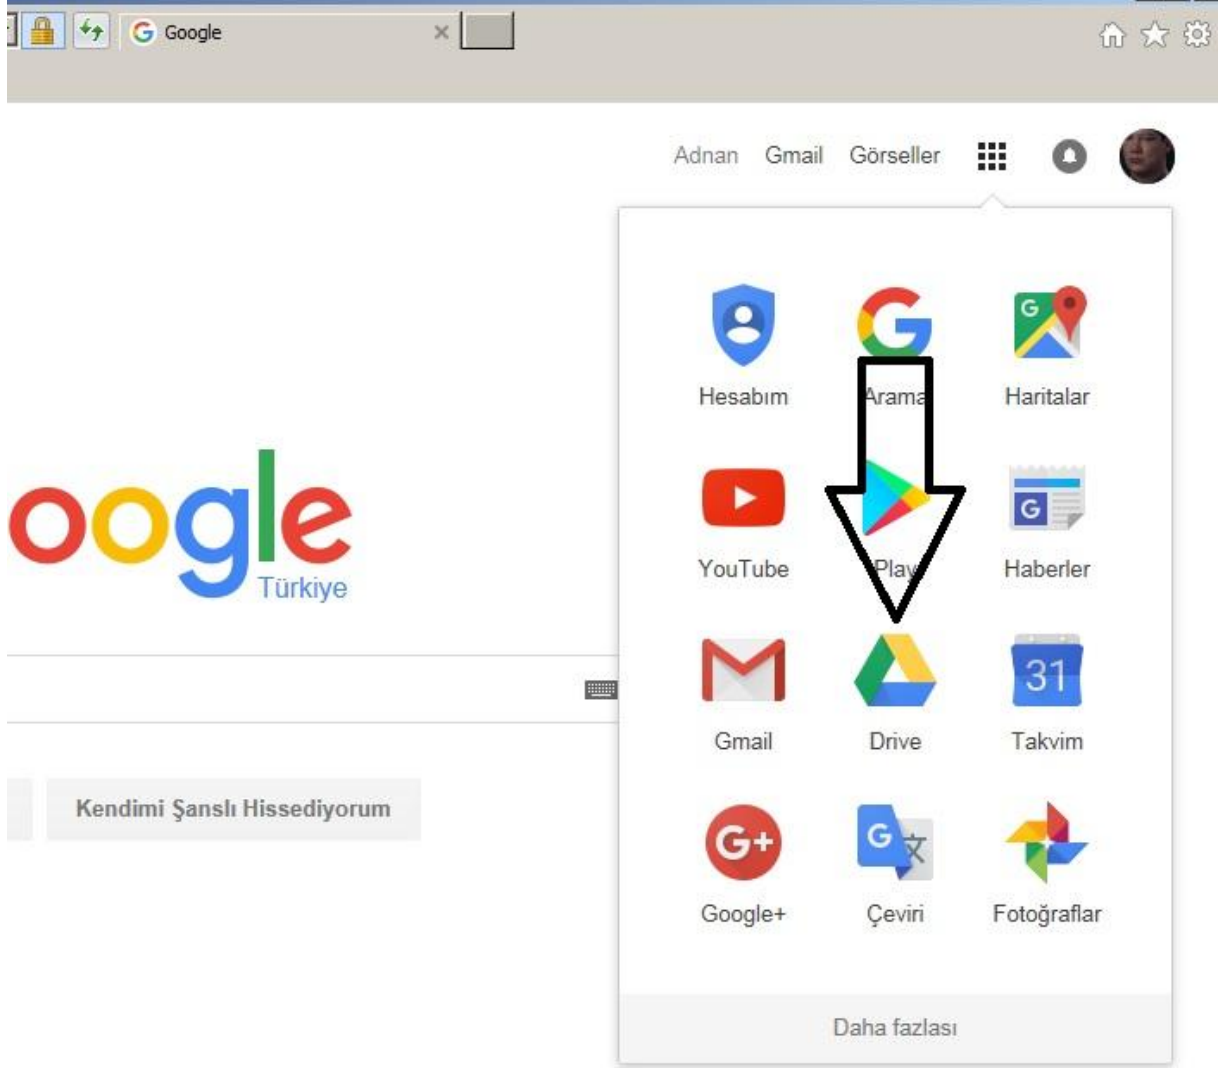 Google
Adnan Gmail Görseller
Hesabım Arama Haritalar
YouTube Play Haberler
oogle
Türkiye
31
Gmail Drive Takvim
Kendimi Şanslı Hissediyorum
G+
Google+ Çeviri Fotoğraflar
Daha fazlası